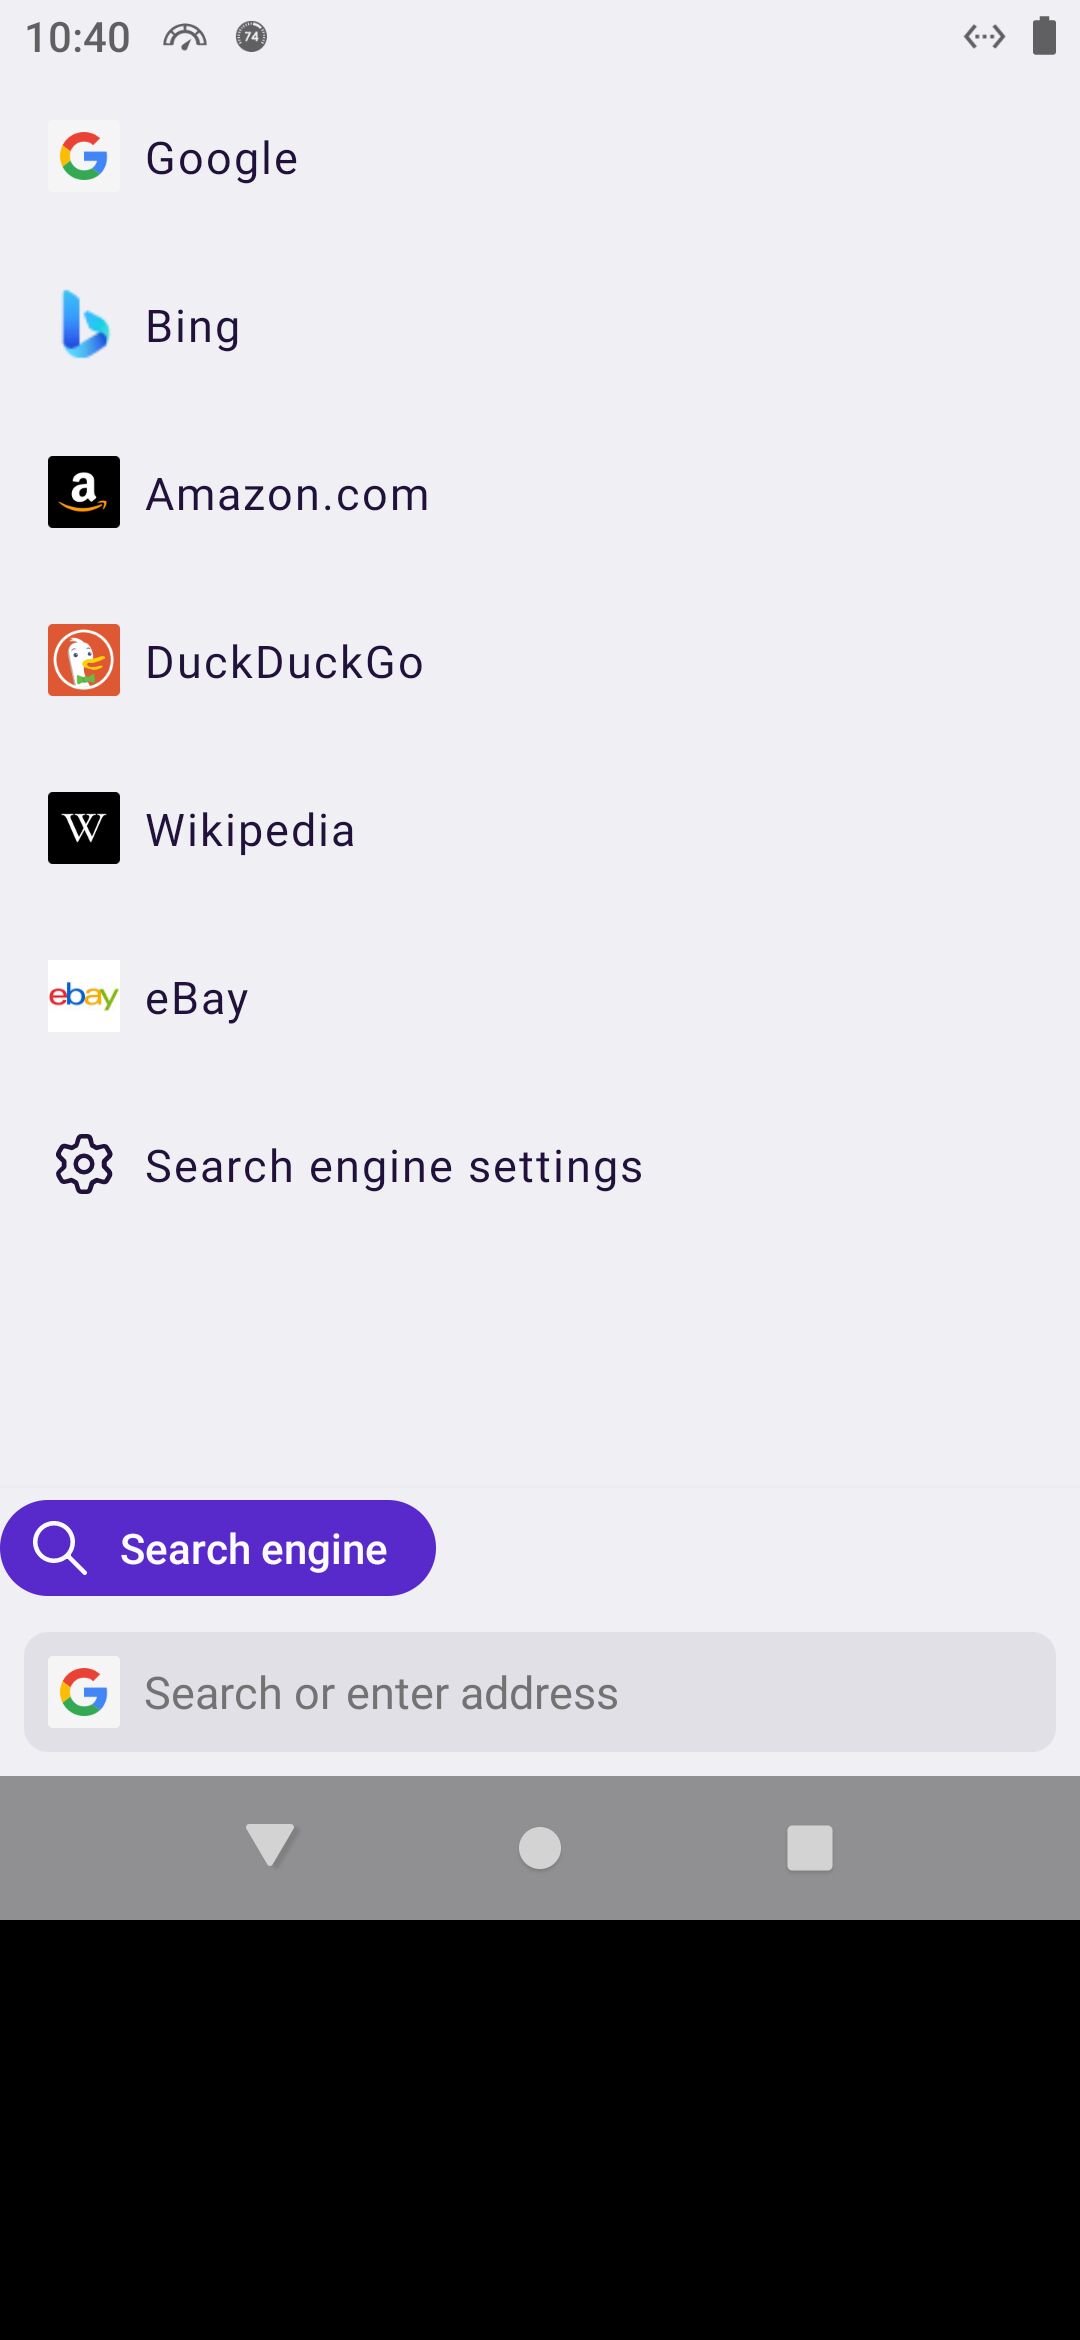 10:40 74
Google
Bing
a Amazon.com
DuckDuckGo
W Wikipedia
ebay eBay
Search engine settings
Search engine
Search or enter address